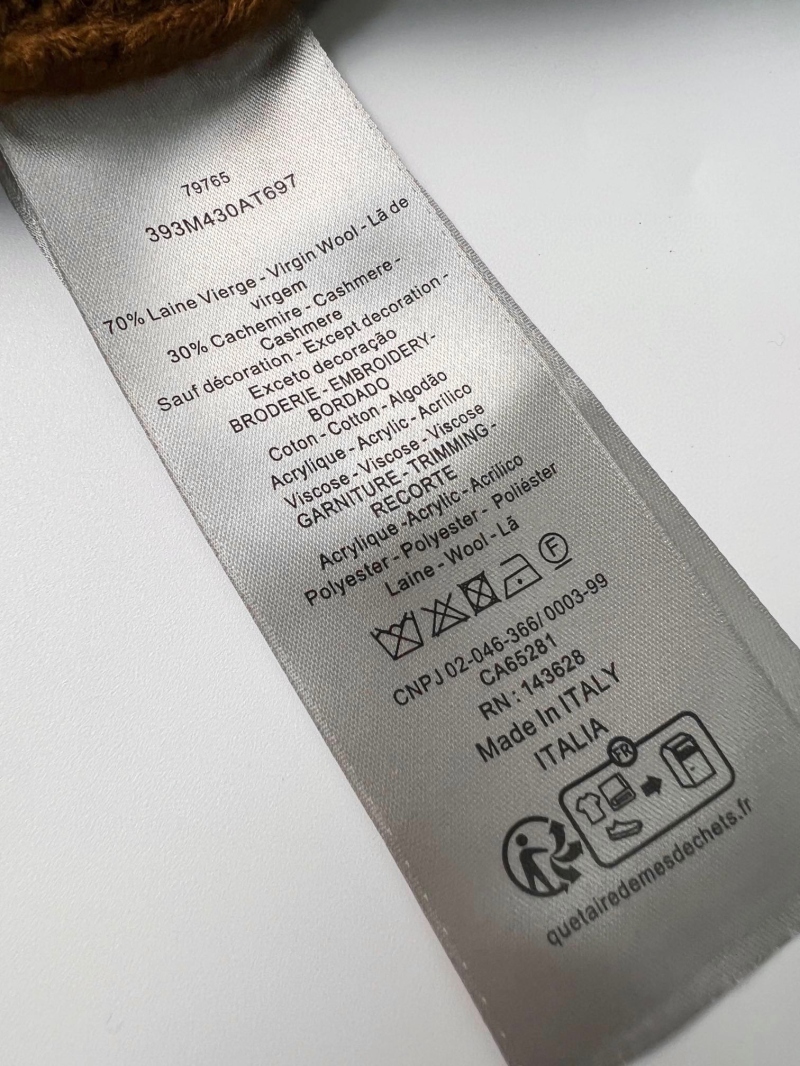 79765
393M430AT697
70% Laine Vierge - Virgin Wool - Lã de
virgem
30% Cachemire - Cashmere -
Cashmere
Sauf décoration - Except decoration -
Exceto decoração
BRODERIE - EMBROIDERY-
BORDADO
Coton - Cotton - Algodão
Acrylique - Acrylic - Acrilico
Viscose - Viscose - Viscose
GARNITURE - TRIMMING -
RECORTE
Acrylique -Acrylic - Acrilico
Polyester - Polyester - Poliéster
Laine - Wool - Lã
F
CNPJ 02-046-366/ 0003-99
CA65281
RN : 143628
Made In ITALY
ITALIA
FR
quetairedemesdechets.fr